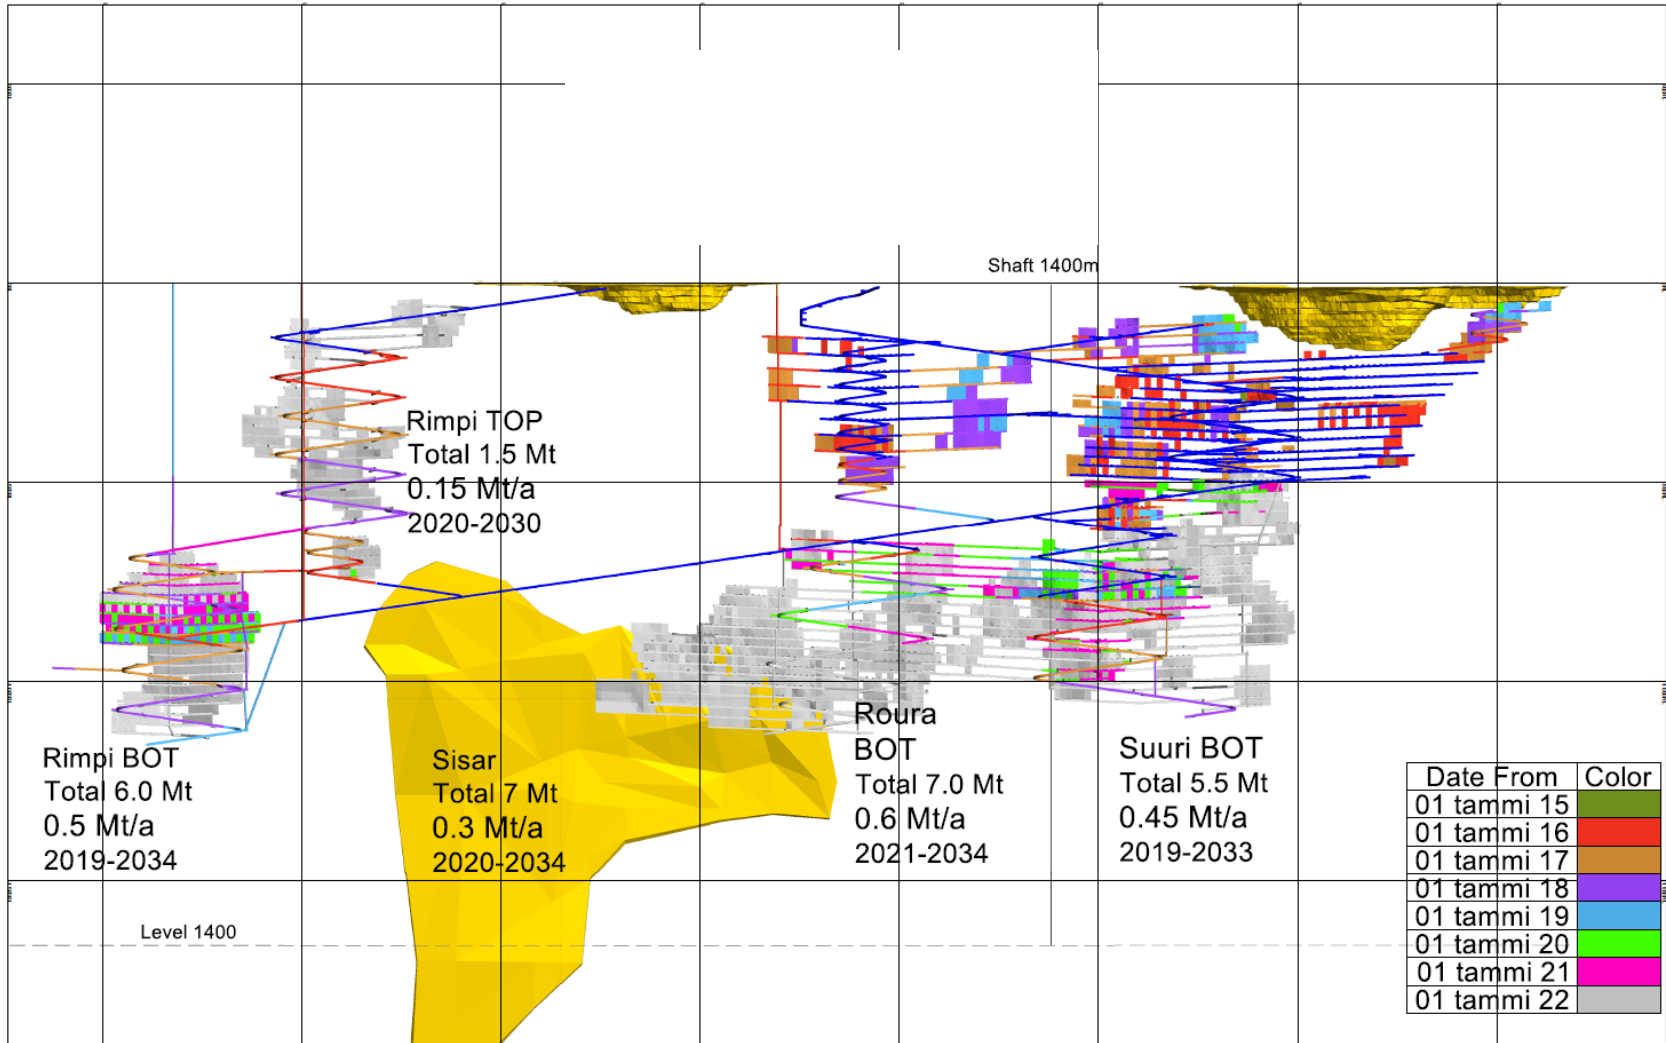 Shaft 1400m
Rimpi TOP
Total 1.5 Mt
0.15 Mt/a
2020-2030
Rimpi BOT
Total 6.0 Mt
0.5 Mt/a
2019-2034
Sisar
Total 7 Mt
0.3 Mt/a
2020-2034
Roura
BOT
Total 7.0 Mt
0.6 Mt/a
2021-2034
Suuri BOT
Total 5.5 Mt
0.45 Mt/a
2019-2033
Level 1400
Date From Color
01 tammi 15
01 tammi 16
01 tammi 17
01 tammi 18
01 tammi 19
01 tammi 20
01 tammi 21
01 tammi 22